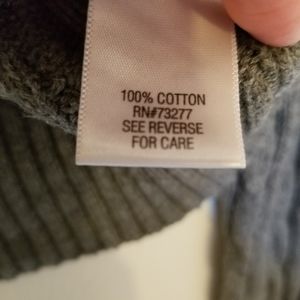 100% COTTON
RN#73277
SEE REVERSE
FOR CARE